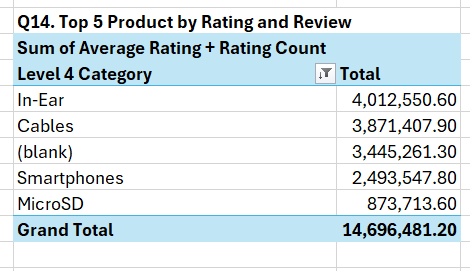 Q14. Top 5 Product by Rating and Review
Sum of Average Rating + Rating Count
Level 4 Category Total
In-Ear 4,012,550.60
Cables 3,871,407.90
(blank) 3,445,261.30
Smartphones 2,493,547.80
MicroSD 873,713.60
Grand Total 14,696,481.20